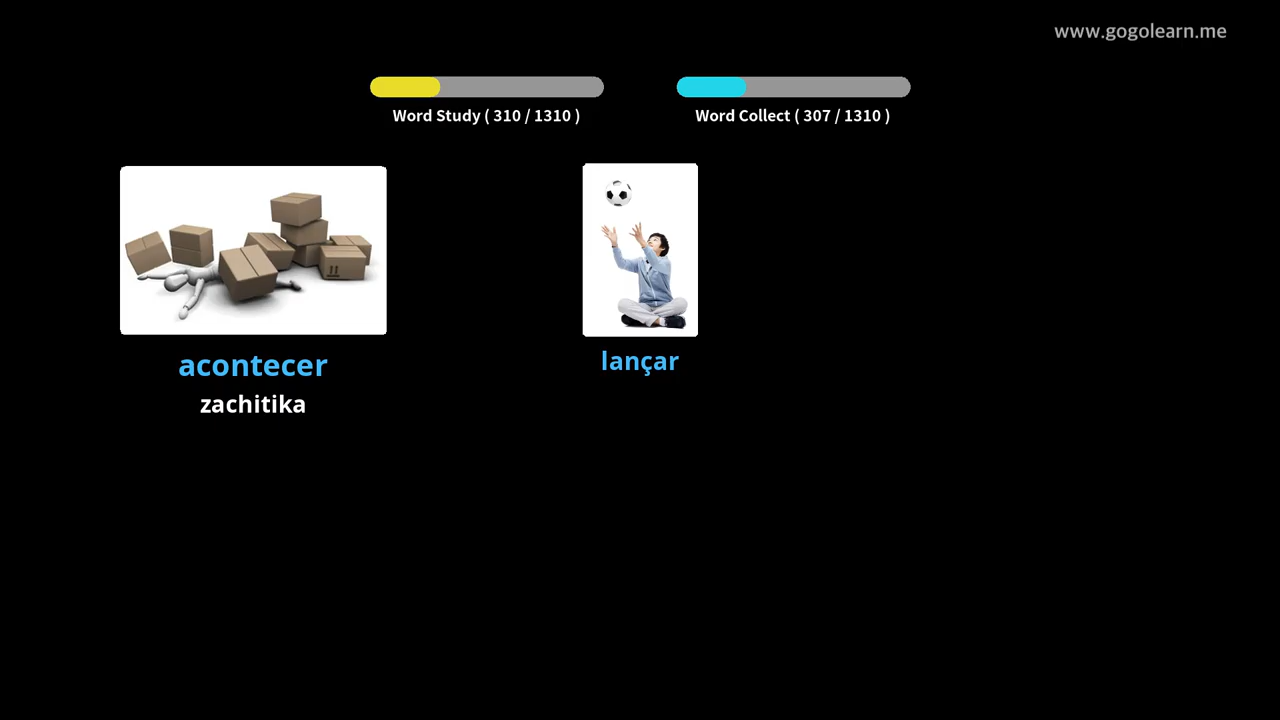 www.gogolearn.me
Word Study ( 310 / 1310 )
Word Collect ( 307 / 1310 )
acontecer
zachitika
lançar